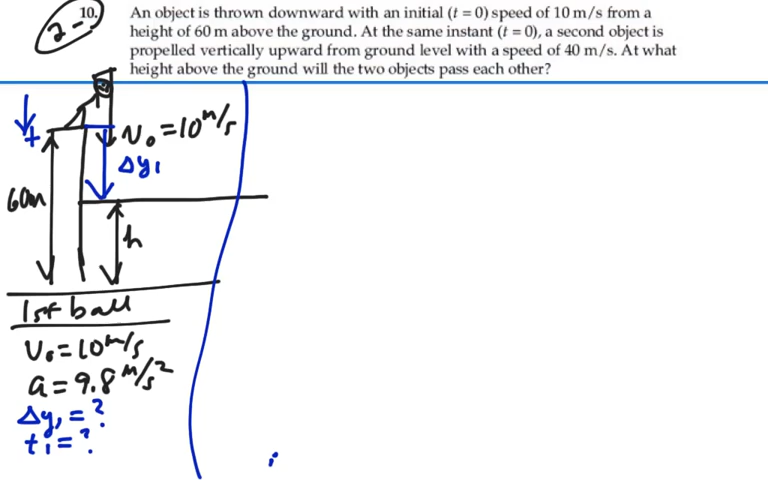 2-10. An object is thrown downward with an initial (t = 0) speed of 10 m/s from a
height of 60 m above the ground. At the same instant (t = 0), a second object is
propelled vertically upward from ground level with a speed of 40 m/s. At what
height above the ground will the two objects pass each other?
+
v₀ = 10 m/s
Δy₁
60m
h
1st ball
v₀ = 10 m/s
a = 9.8 m/s²
Δy₁ = ?
t₁ = ?